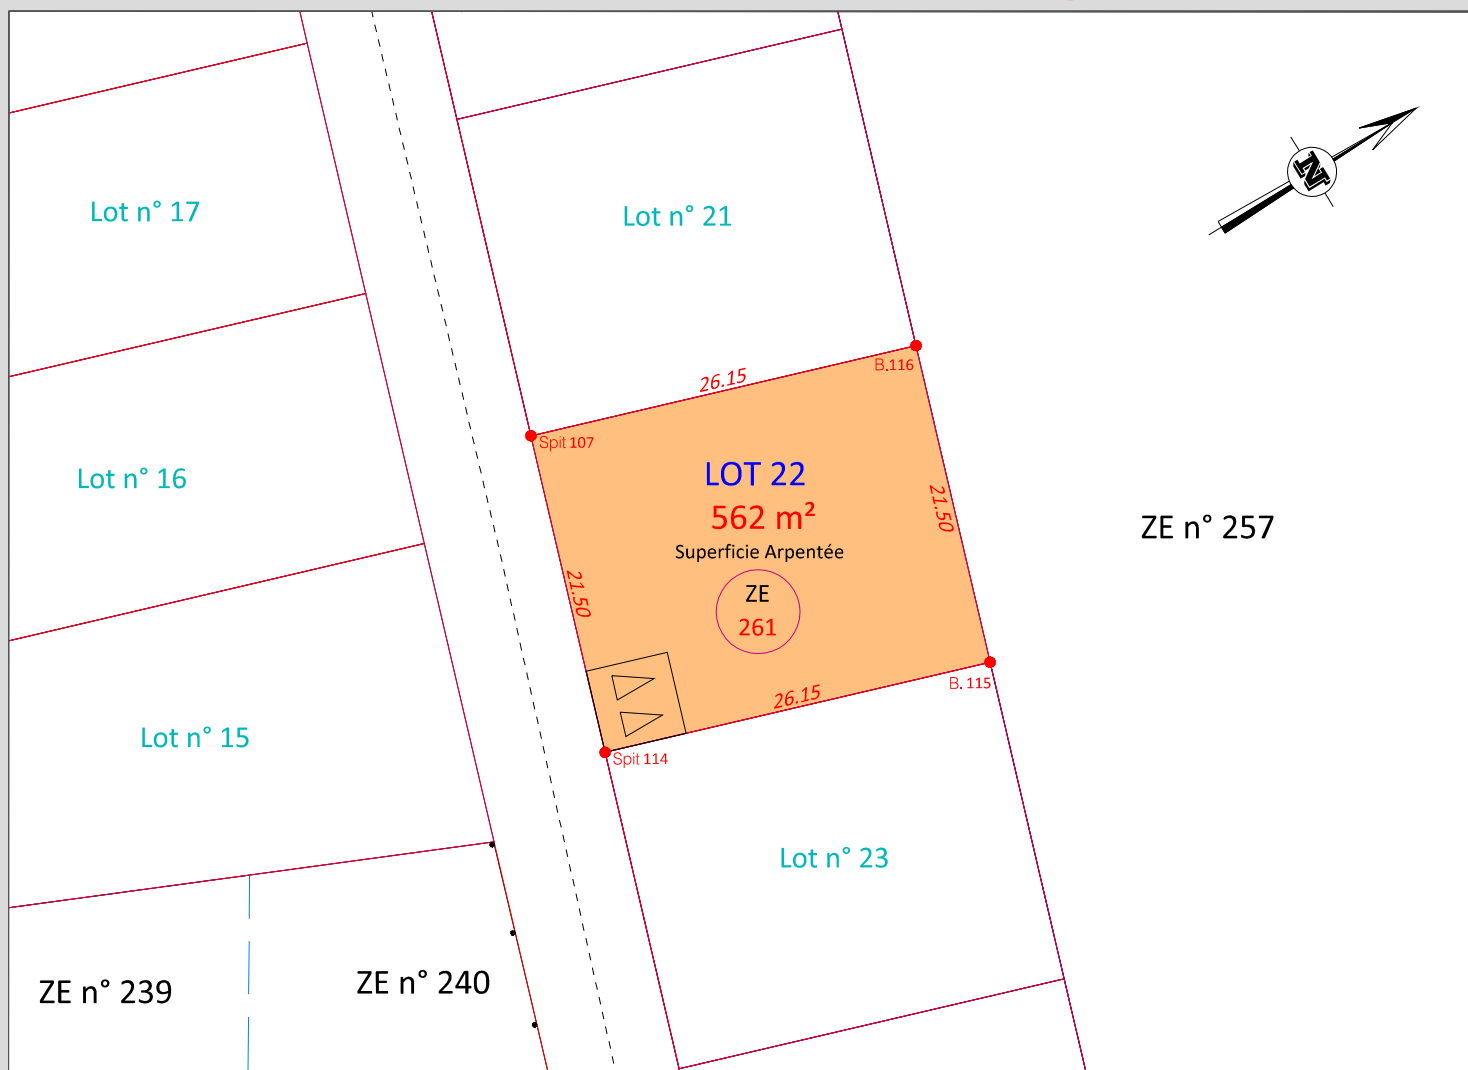 N
Lot n° 17
Lot n° 21
B.116
26.15
Spit 107
LOT 22
562 m²
Superficie Arpentée
ZE
261
21.50
21.50
ZE n° 257
Lot n° 16
26.15
B. 115
Spit 114
Lot n° 15
Lot n° 23
ZE n° 239
ZE n° 240